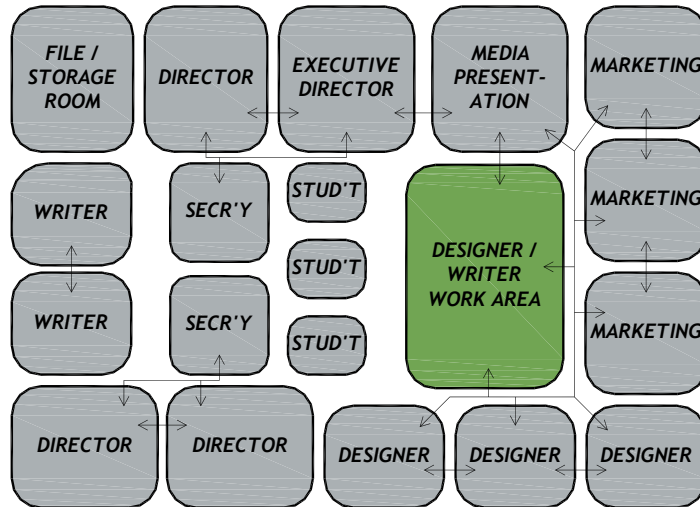 FILE /
STORAGE
ROOM
DIRECTOR
EXECUTIVE
DIRECTOR
MEDIA
PRESENT-
ATION
MARKETING
WRITER
SECR'Y
STUD'T
MARKETING
DESIGNER /
WRITER
WORK AREA
STUD'T
WRITER
SECR'Y
STUD'T
MARKETING
DIRECTOR
DIRECTOR
DESIGNER
DESIGNER
DESIGNER